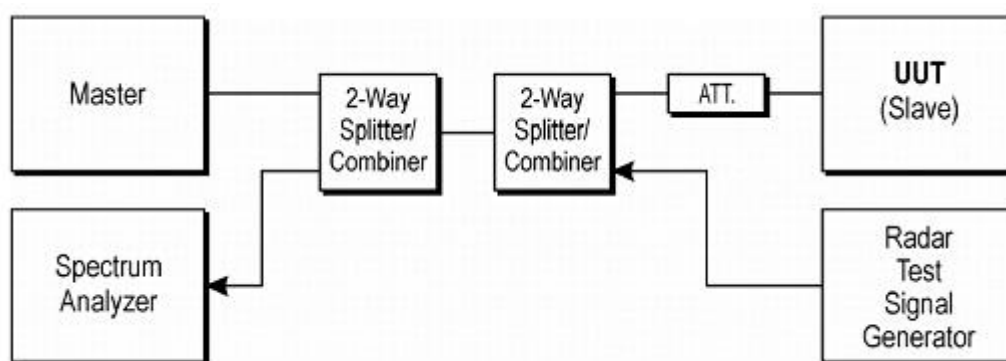 Master
2-Way
Splitter/
Combiner
2-Way
Splitter/
Combiner
ATT.
UUT
(Slave)
Spectrum
Analyzer
Radar
Test
Signal
Generator